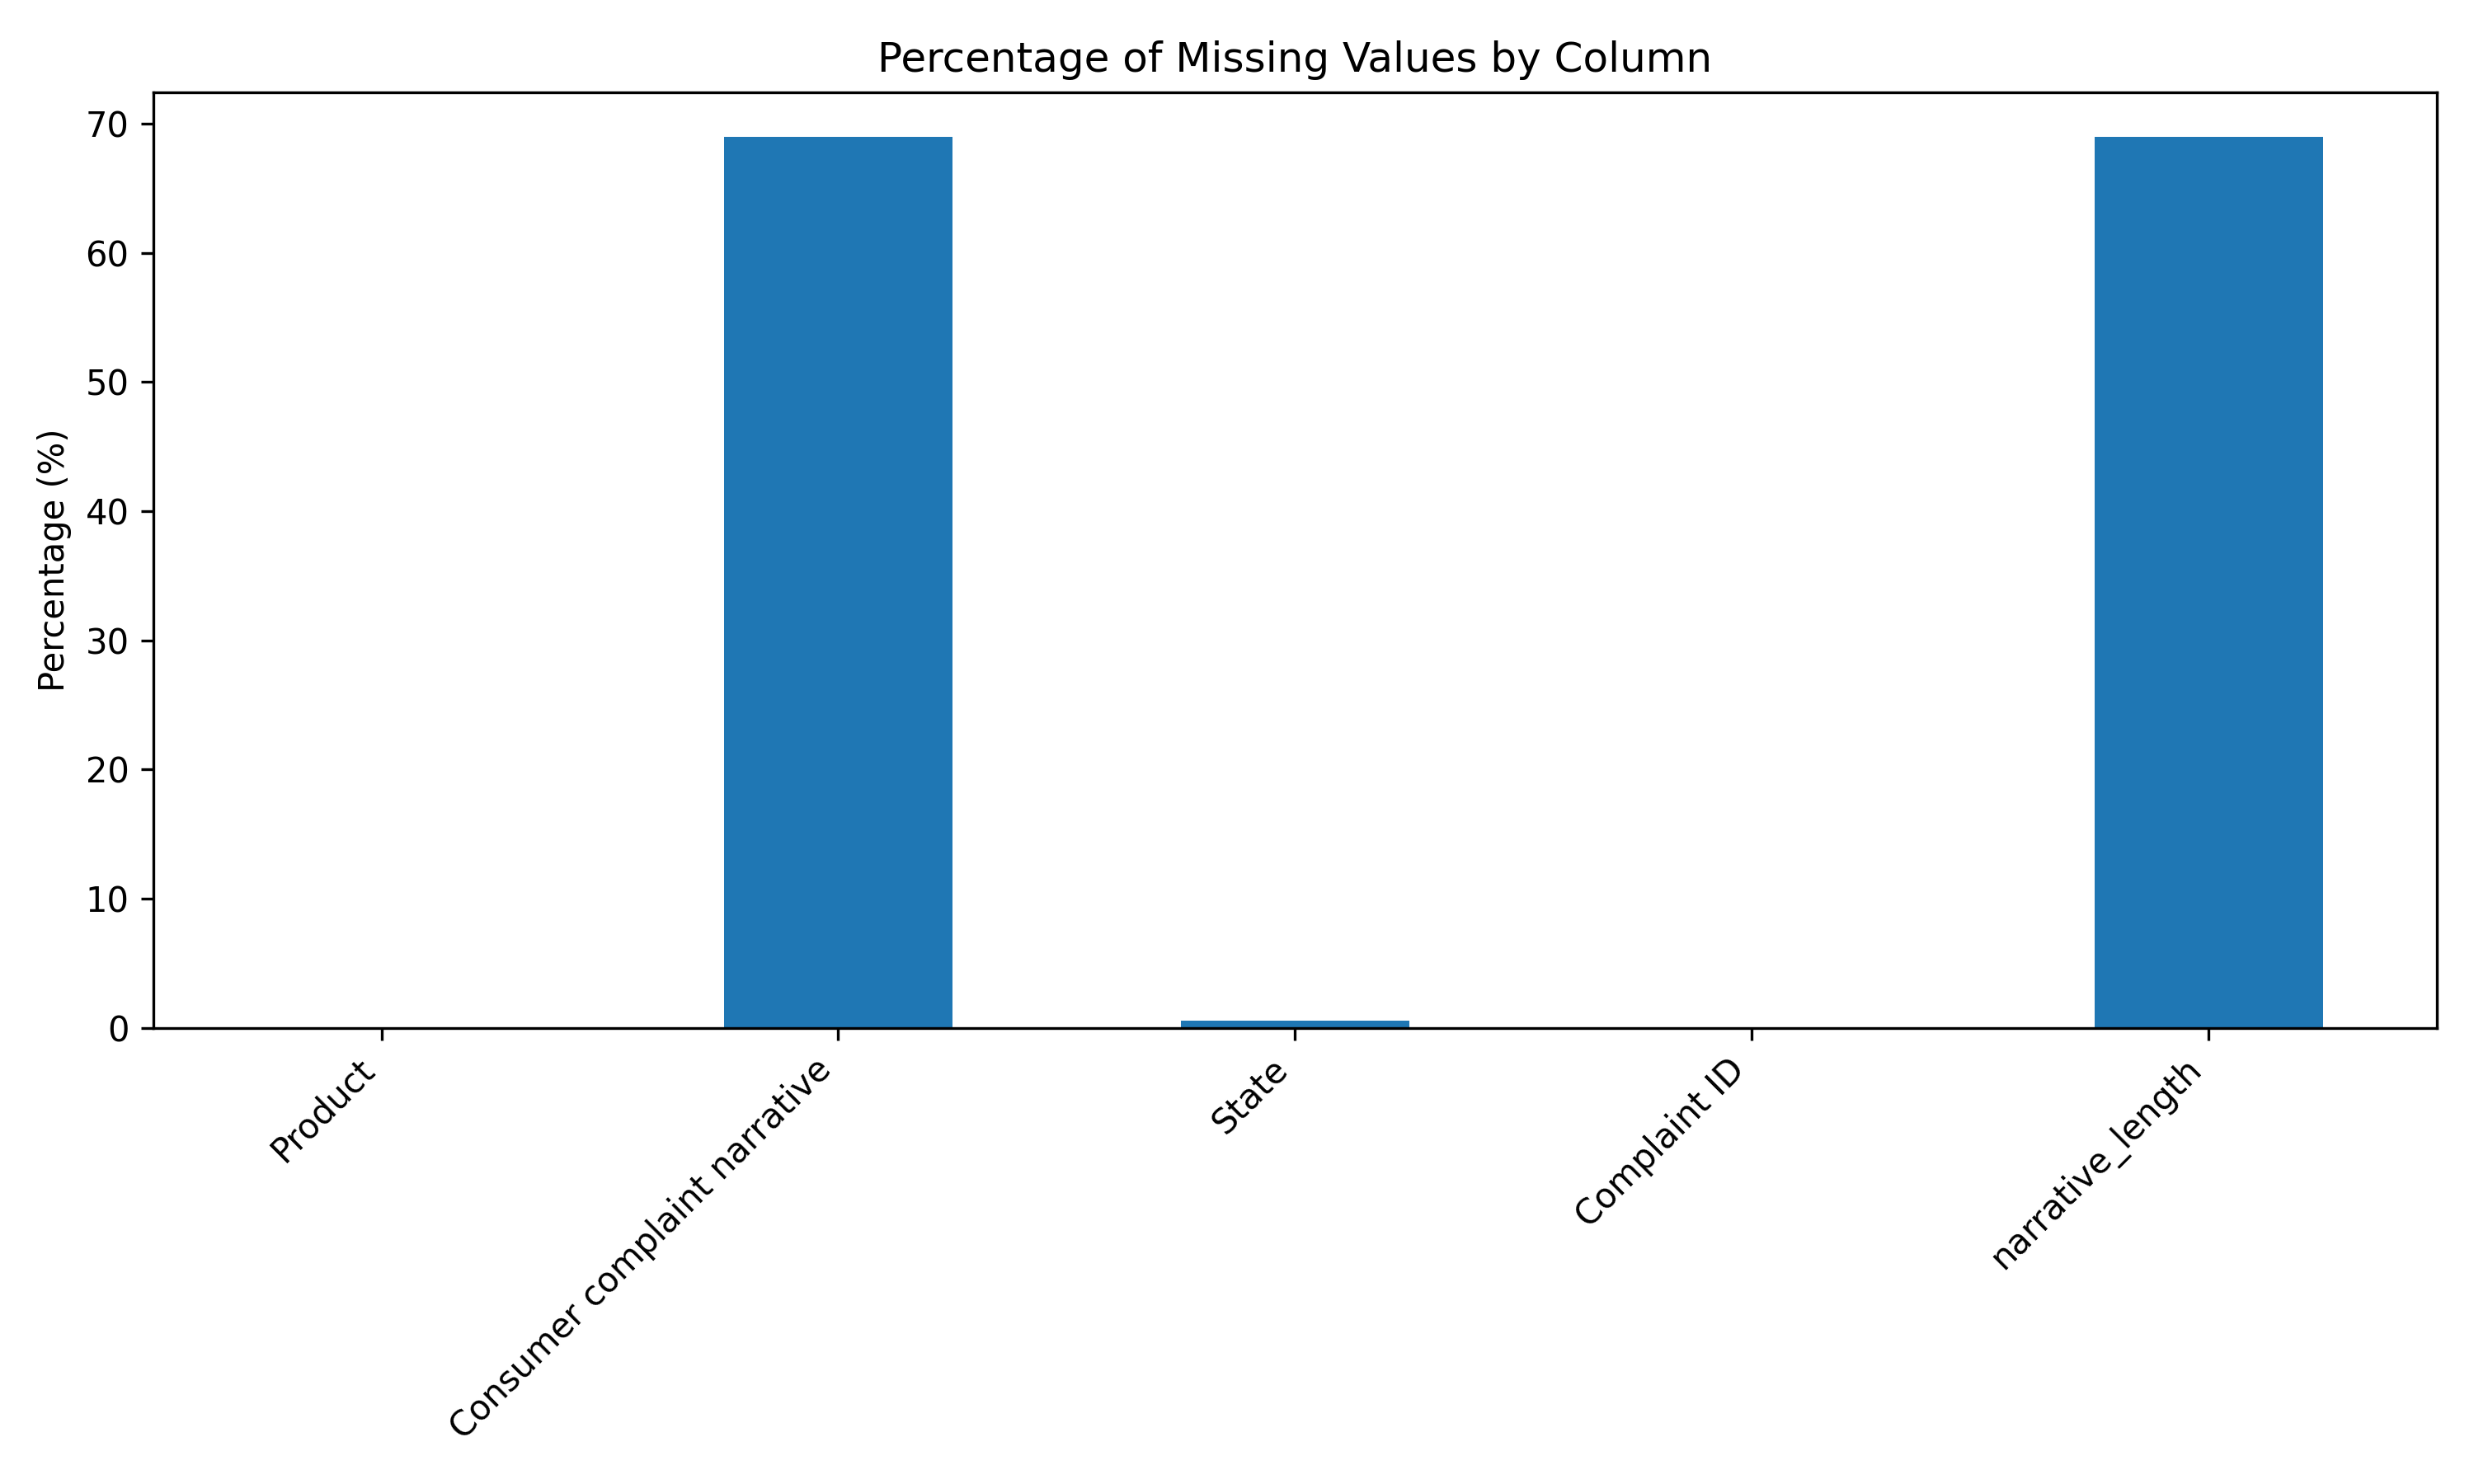 Percentage of Missing Values by Column
Percentage (%)
70
60
50
40
30
20
10
0
Product
Consumer complaint narrative
State
Complaint ID
narrative_length